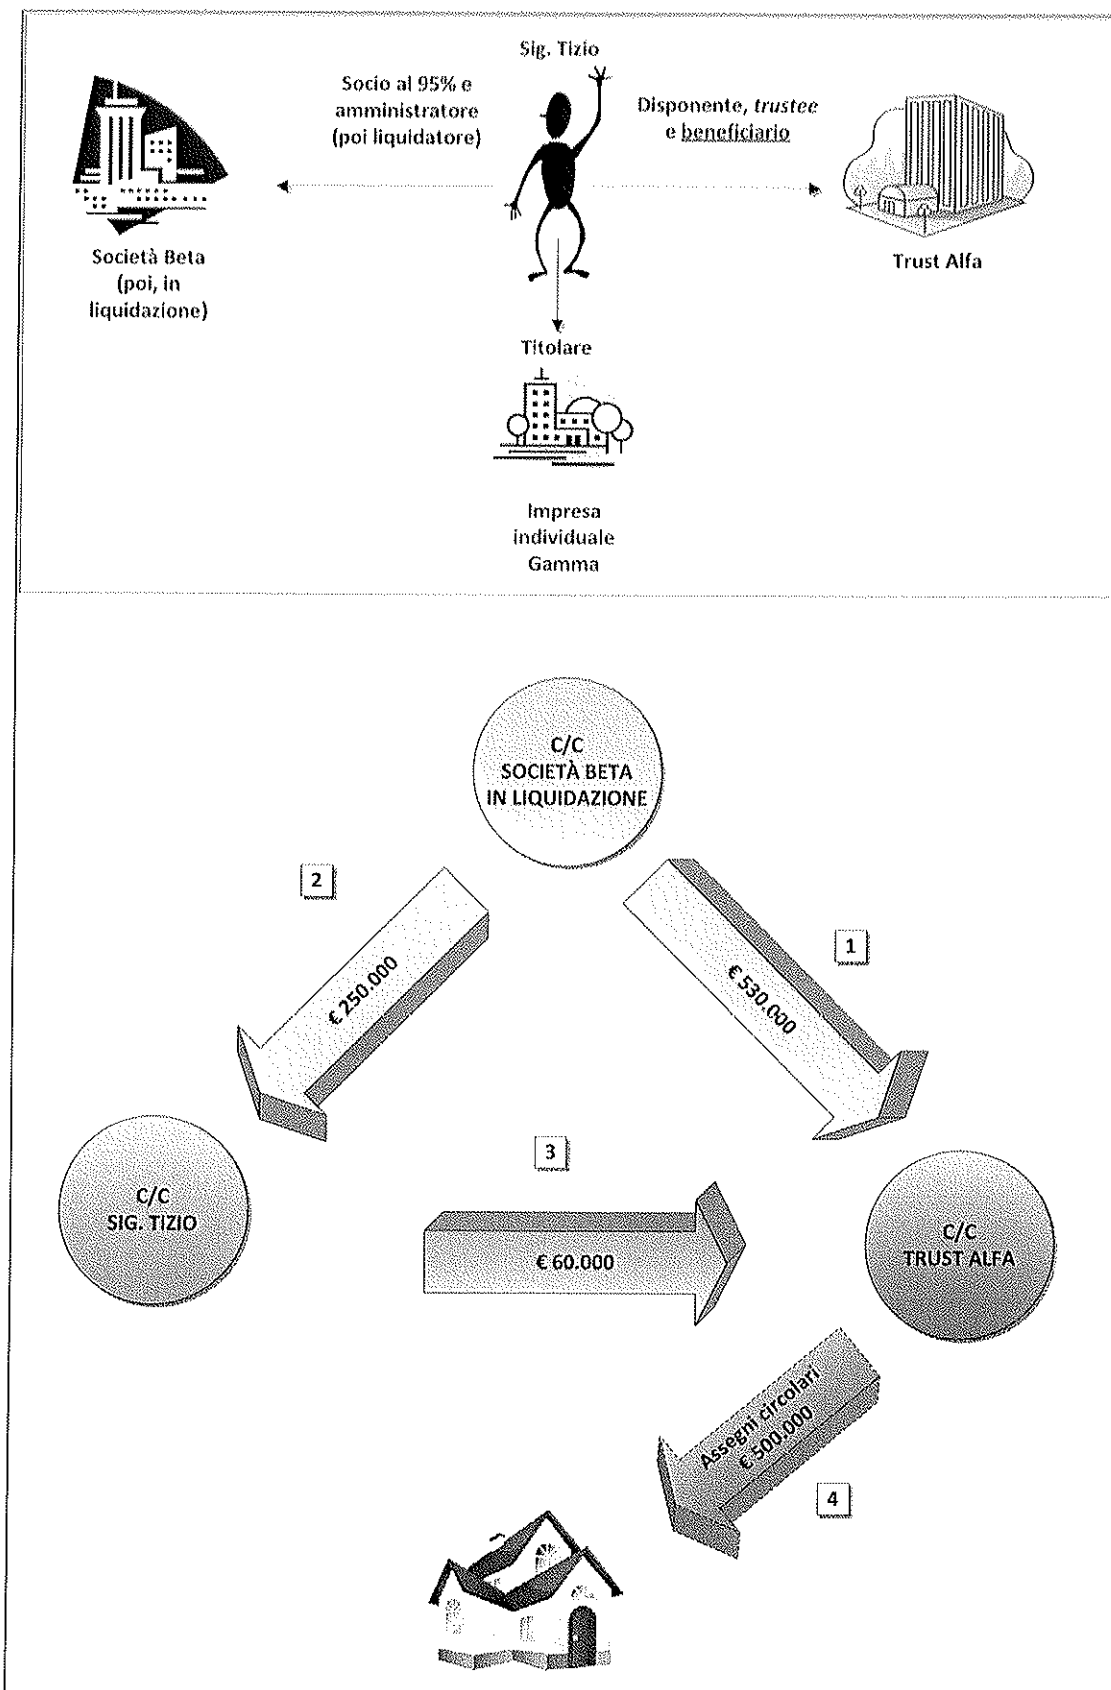 Sig. Tizio
Socio al 95% e
amministratore
(poi liquidatore)
Disponente, trustee
e beneficiario
Società Beta
(poi, in
liquidazione)
Trust Alfa
Titolare
Impresa
individuale
Gamma
C/C
SOCIETÀ BETA
IN LIQUIDAZIONE
2
1
€ 250.000
€ 530.000
3
C/C
SIG. TIZIO
€ 60.000
C/C
TRUST ALFA
Assegni circolari
€ 500.000
4